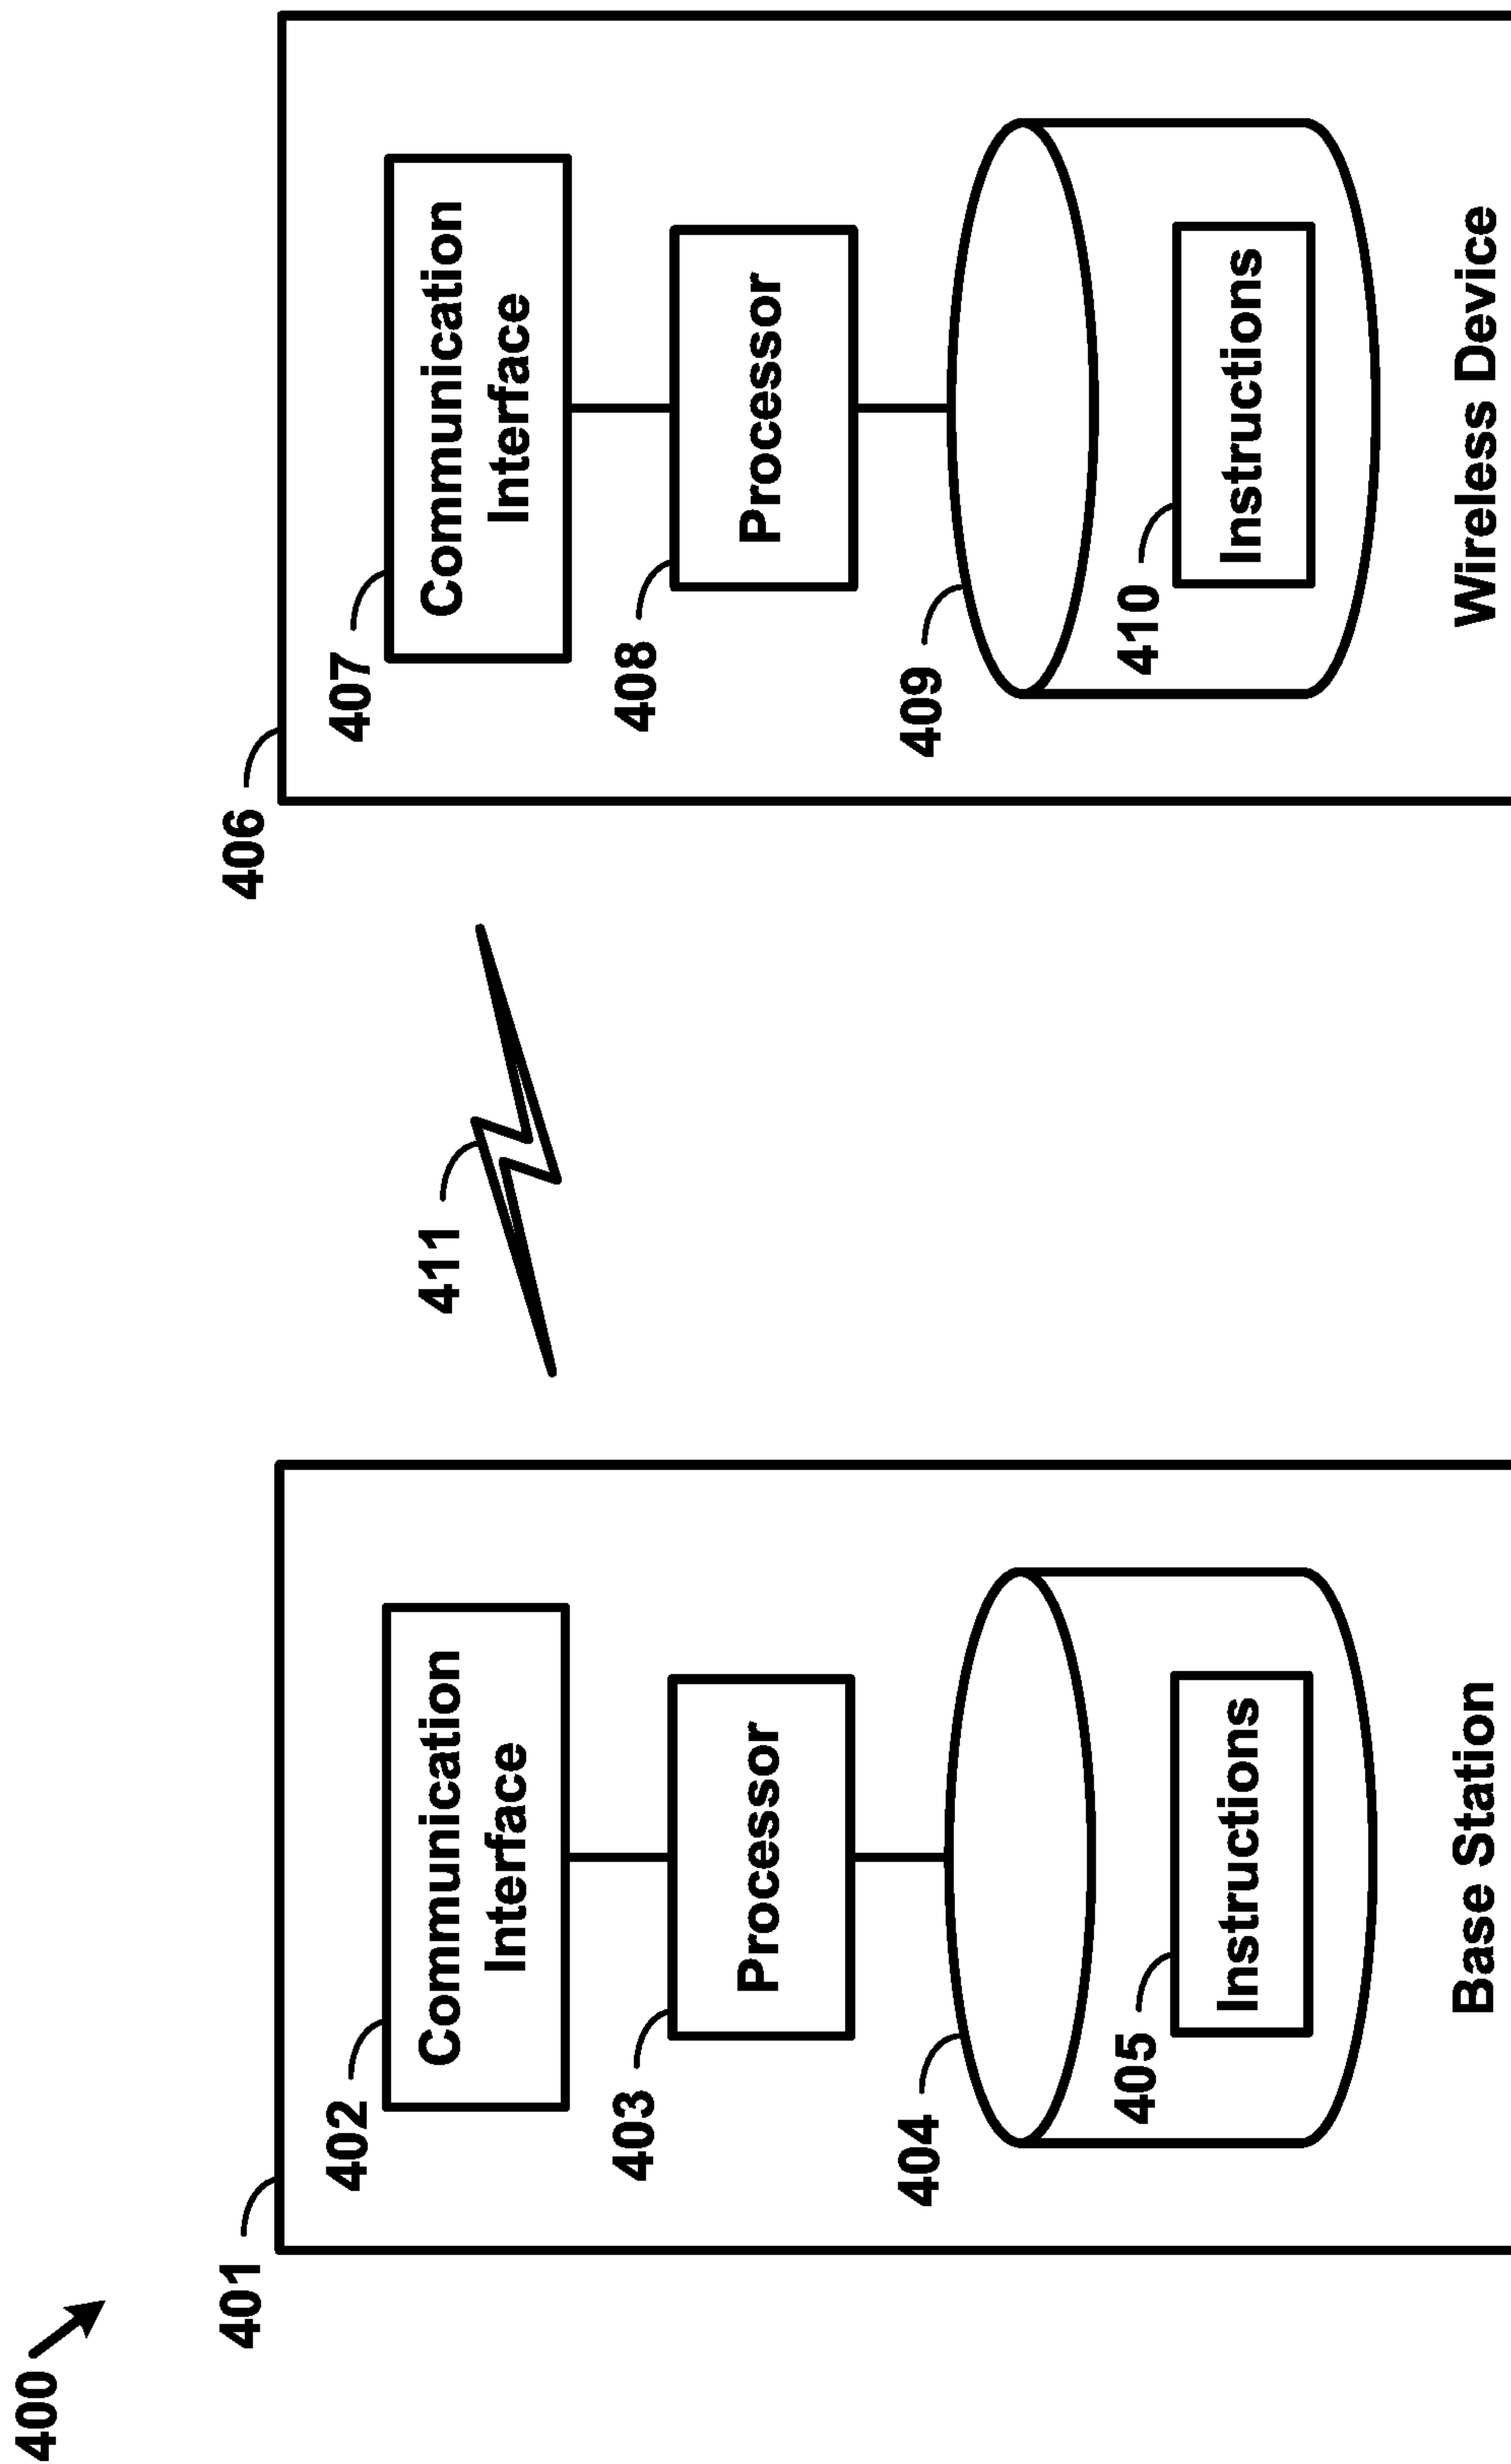 400
401
402
Communication
Interface
403
Processor
404
405
Instructions
Base Station
411
406
407
Communication
Interface
408
Processor
409
410
Instructions
Wireless Device